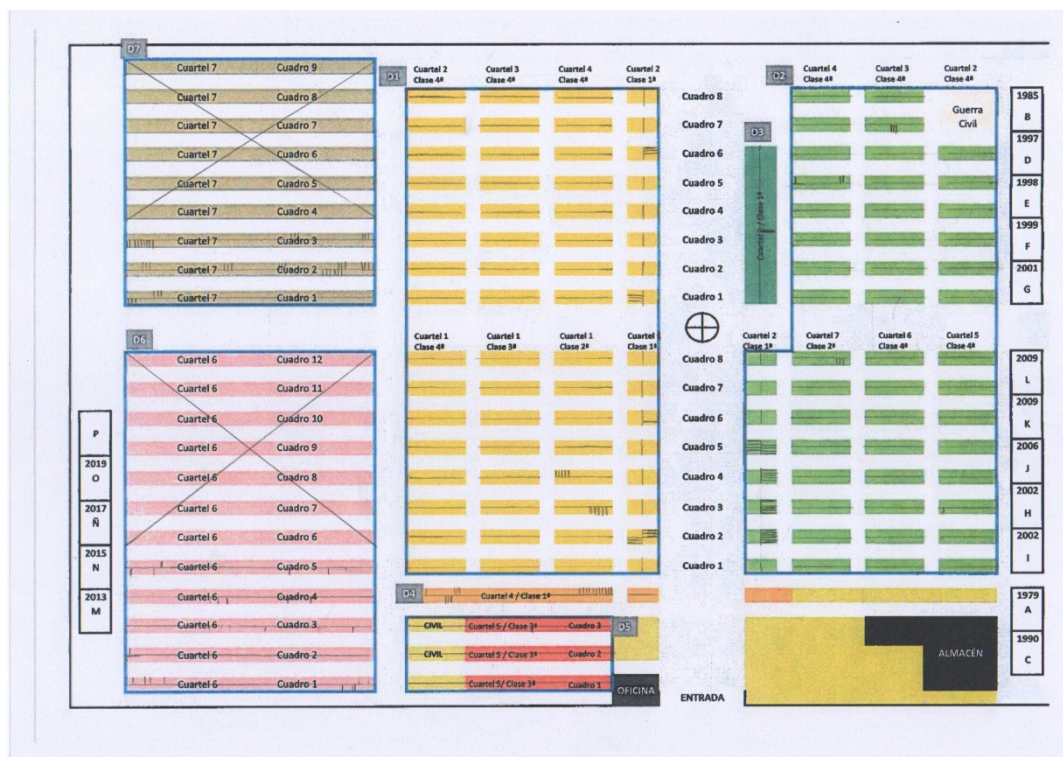 D7
Cuartel 7 Cuadro 9
Cuartel 7 Cuadro 8
Cuartel 7 Cuadro 7
Cuartel 7 Cuadro 6
Cuartel 7 Cuadro 5
Cuartel 7 Cuadro 4
Cuartel 7 Cuadro 3
Cuartel 7 Cuadro 2
Cuartel 7 Cuadro 1
D6
Cuartel 6 Cuadro 12
Cuartel 6 Cuadro 11
Cuartel 6 Cuadro 10
Cuartel 6 Cuadro 9
Cuartel 6 Cuadro 8
Cuartel 6 Cuadro 7
Cuartel 6 Cuadro 6
Cuartel 6 Cuadro 5
Cuartel 6 Cuadro 4
Cuartel 6 Cuadro 3
Cuartel 6 Cuadro 2
Cuartel 6 Cuadro 1
P
2019
O
2017
Ñ
2015
N
2013
M
D1
Cuartel 2 Cuartel 3 Cuartel 4 Cuartel 2
Clase 4ª Clase 4ª Clase 4ª Clase 1ª
Cuadro 8
Cuadro 7
Cuadro 6
Cuadro 5
Cuadro 4
Cuadro 3
Cuadro 2
Cuadro 1
Cuartel 1 Cuartel 1 Cuartel 1 Cuartel
Clase 4ª Clase 3ª Clase 2ª Clase 1ª
Cuadro 8
Cuadro 7
Cuadro 6
Cuadro 5
Cuadro 4
Cuadro 3
Cuadro 2
Cuadro 1
D4
Cuartel 4 / Clase 1ª
D5
CIVIL Cuartel 5 / Clase 3ª Cuadro 3
CIVIL Cuartel 5 / Clase 3ª Cuadro 2
Cuartel 5/ Clase 3ª Cuadro 1
OFICINA
ENTRADA
D2
Cuartel 4 Cuartel 3 Cuartel 2
Clase 4ª Clase 4ª Clase 4ª
Guerra
Civil
D3
Clase 1ª
Cuartel 2 Cuartel 7 Cuartel 6 Cuartel 5
Clase 1ª Clase 2ª Clase 4ª Clase 4ª
ALMACÉN
1985
B
1997
D
1998
E
1999
F
2001
G
2009
L
2009
K
2006
J
2002
H
2002
I
1979
A
1990
C